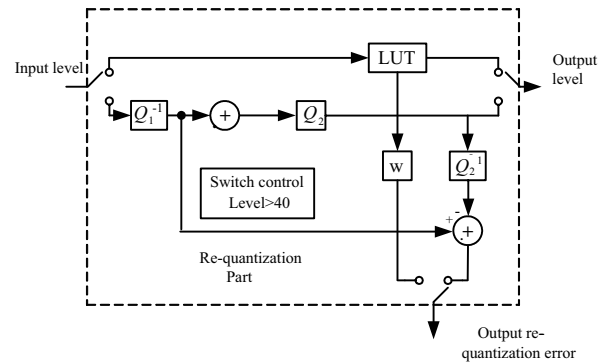 Input level
LUT
Output
level
Q₁⁻¹
+
Q₂
w
Q₂⁻¹
Switch control
Level>40
+
-
+
Re-quantization
Part
Output re-
quantization error